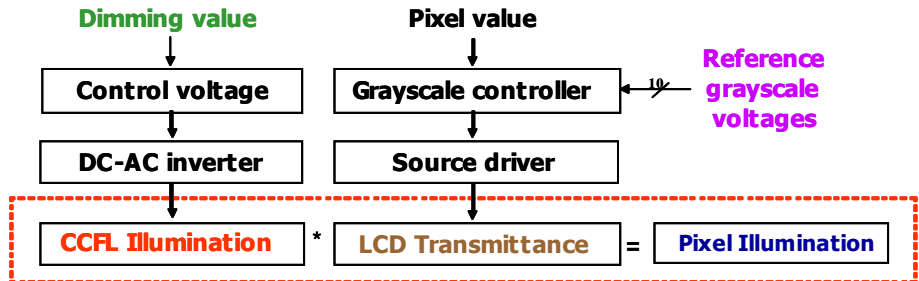 Dimming value
Pixel value
Control voltage
Grayscale controller
10
Reference
grayscale
voltages
DC-AC inverter
Source driver
CCFL Illumination * LCD Transmittance = Pixel Illumination